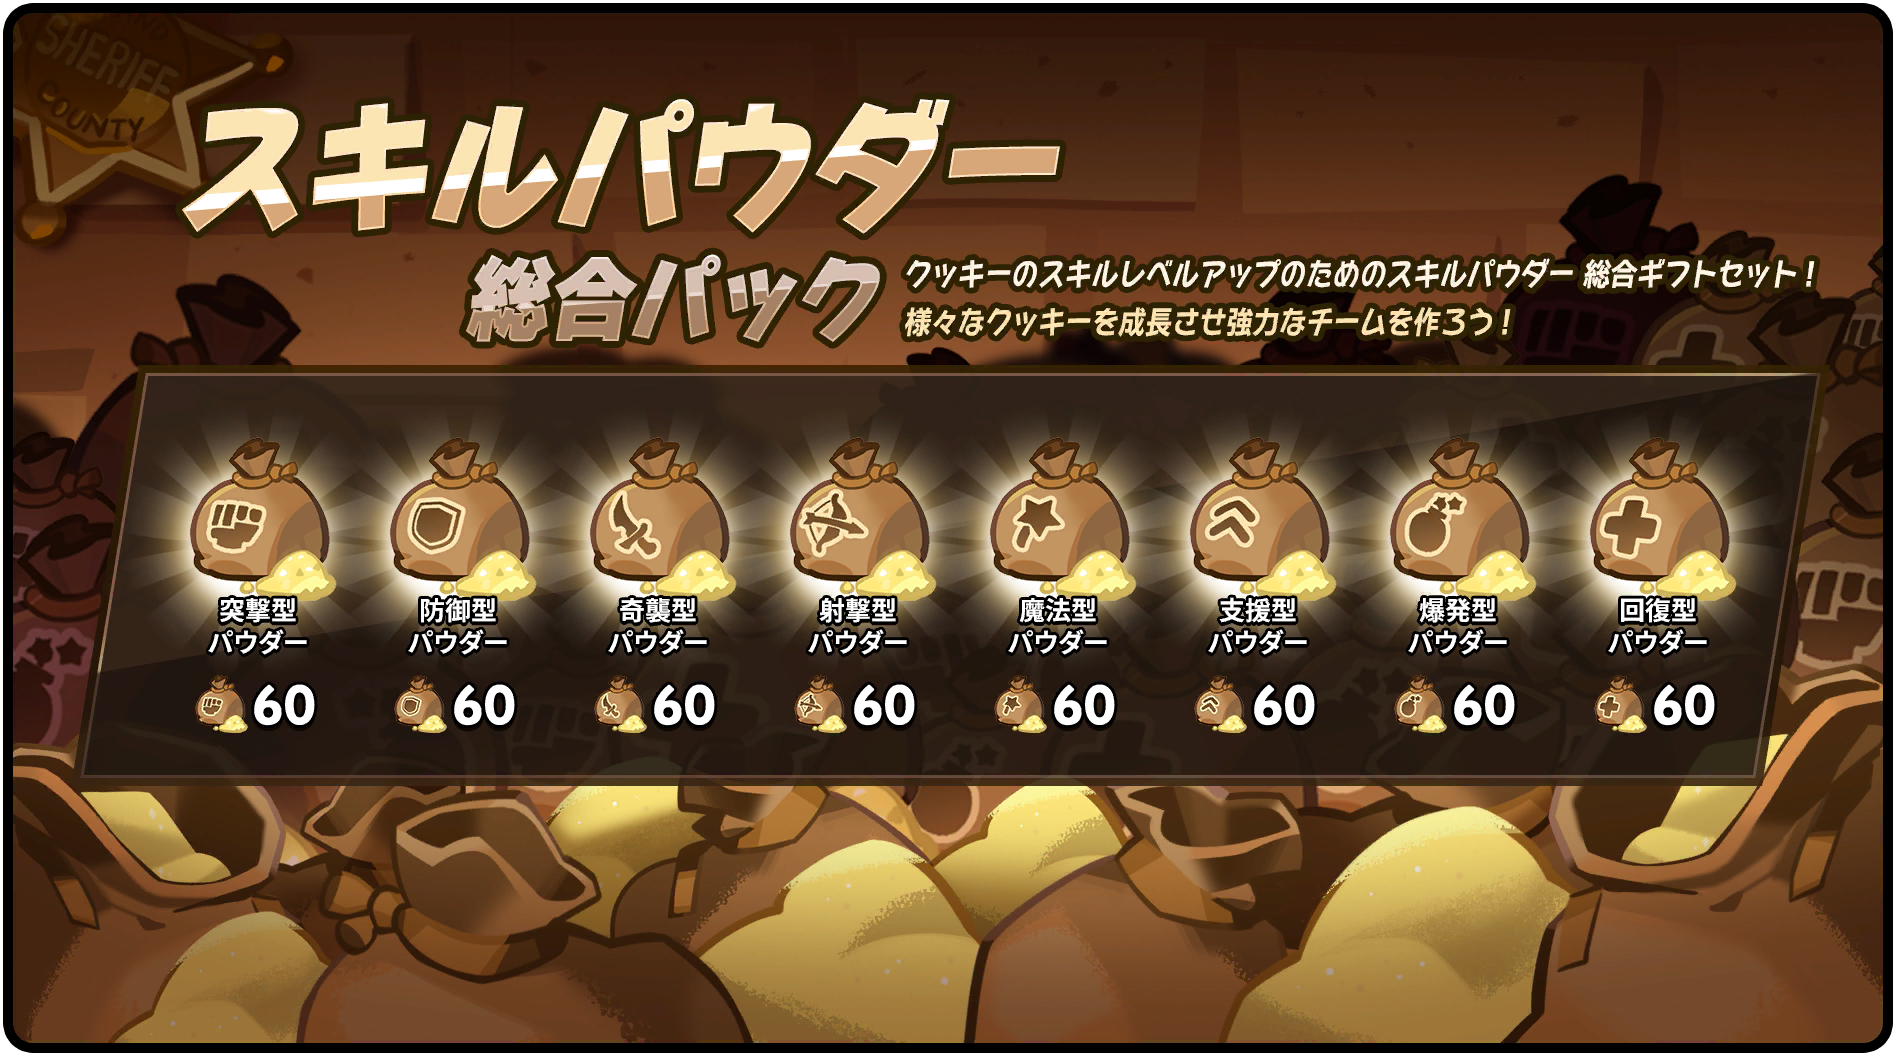 SHERIFF
COUNTY
スキルパウダー
総合パック
クッキーのスキルレベルアップのためのスキルパウダー 総合ギフトセット!
様々なクッキーを成長させ強力なチームを作ろう!
突撃型
パウダー
防御型
パウダー
奇襲型
パウダー
射撃型
パウダー
魔法型
パウダー
支援型
パウダー
爆発型
パウダー
回復型
パウダー
60
60
60
60
60
60
60
60